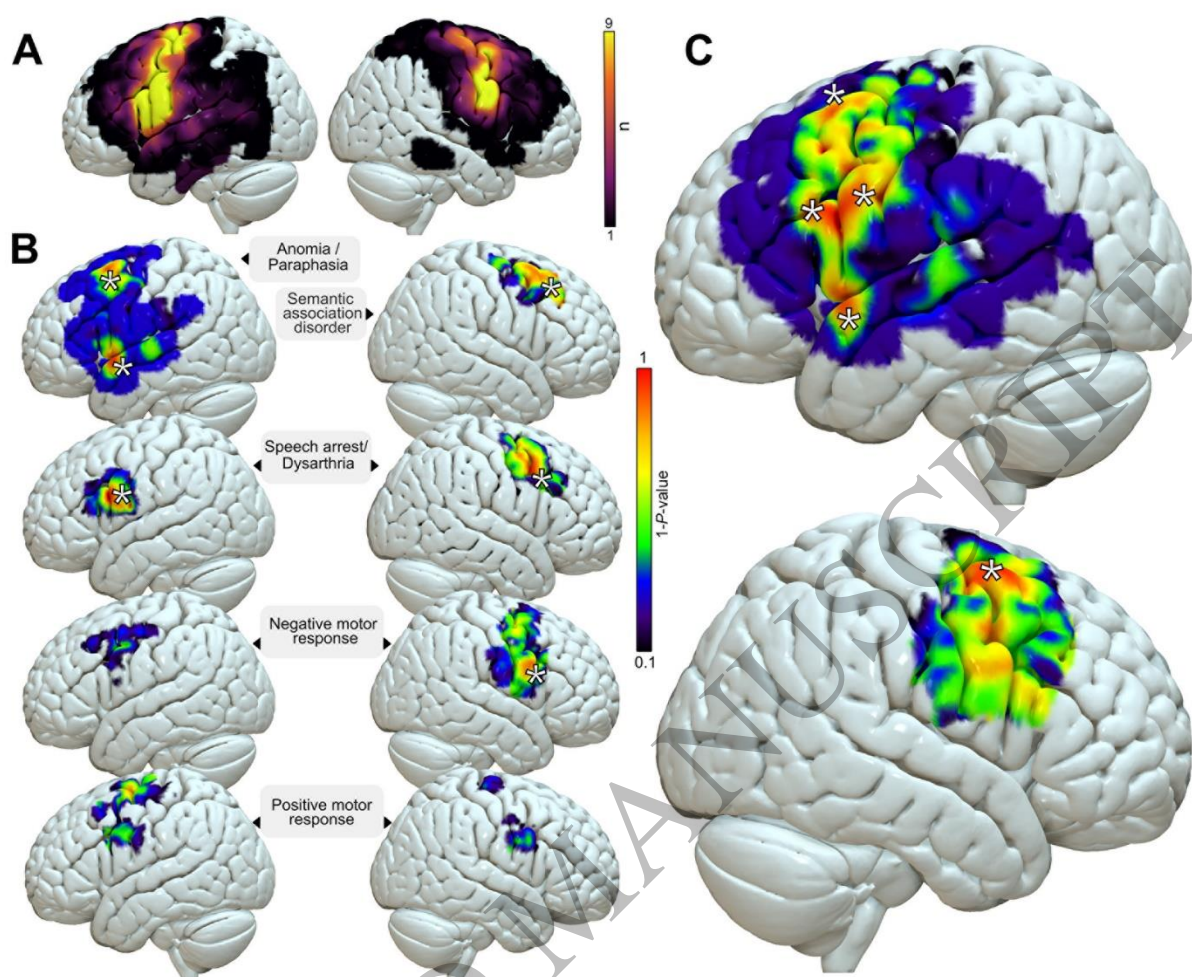 A
9
n
1
C
B
Anomia /
Paraphasia
Semantic
association
disorder
*
*
*
*
*
*
*
Speech arrest/
Dysarthria
*
*
1
1-P-value
0.1
Negative motor
response
*
*
Positive motor
response
D MANUSCRIPT